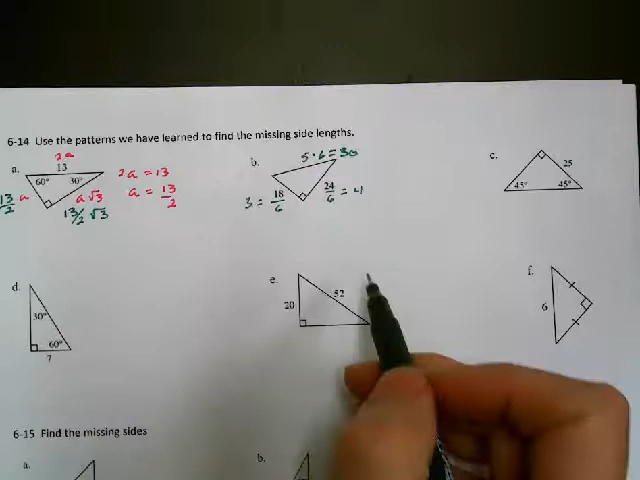 6-14 Use the patterns we have learned to find the missing side lengths.
a.
2a
13
60°
30°
13/2 a
a√3
13/2 √3
2a = 13
a = 13/2
b.
5·6=30
3 = 18/6
24/6 = 4
c.
25
45°
45°
d.
30°
60°
7
e.
20
52
f.
6
6-15 Find the missing sides
a.
b.